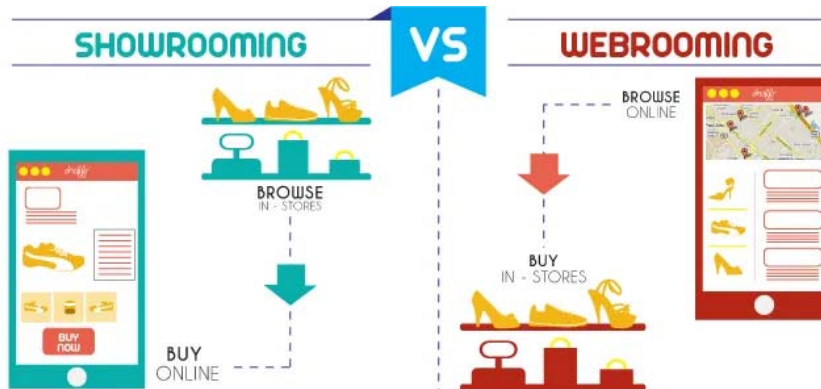 SHOWROOMING
VS
WEBROOMING
BROWSE
IN - STORES
BUY
ONLINE
BUY
NOW
BROWSE
ONLINE
BUY
IN - STORES